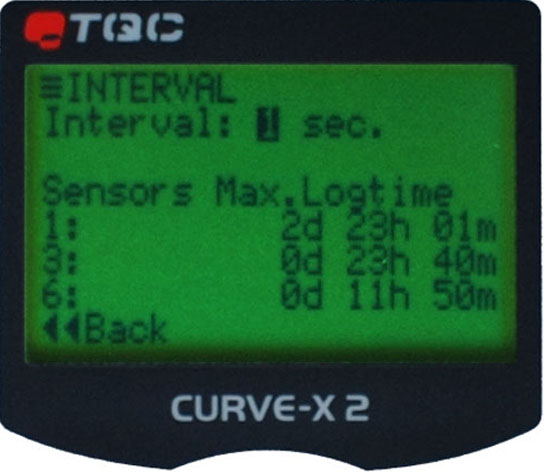 TQC
≡INTERVAL
Interval: 1 sec.
Sensors Max.Logtime
1: 2d 23h 01m
3: 0d 23h 40m
6: 0d 11h 50m
◀◀Back
CURVE-X 2